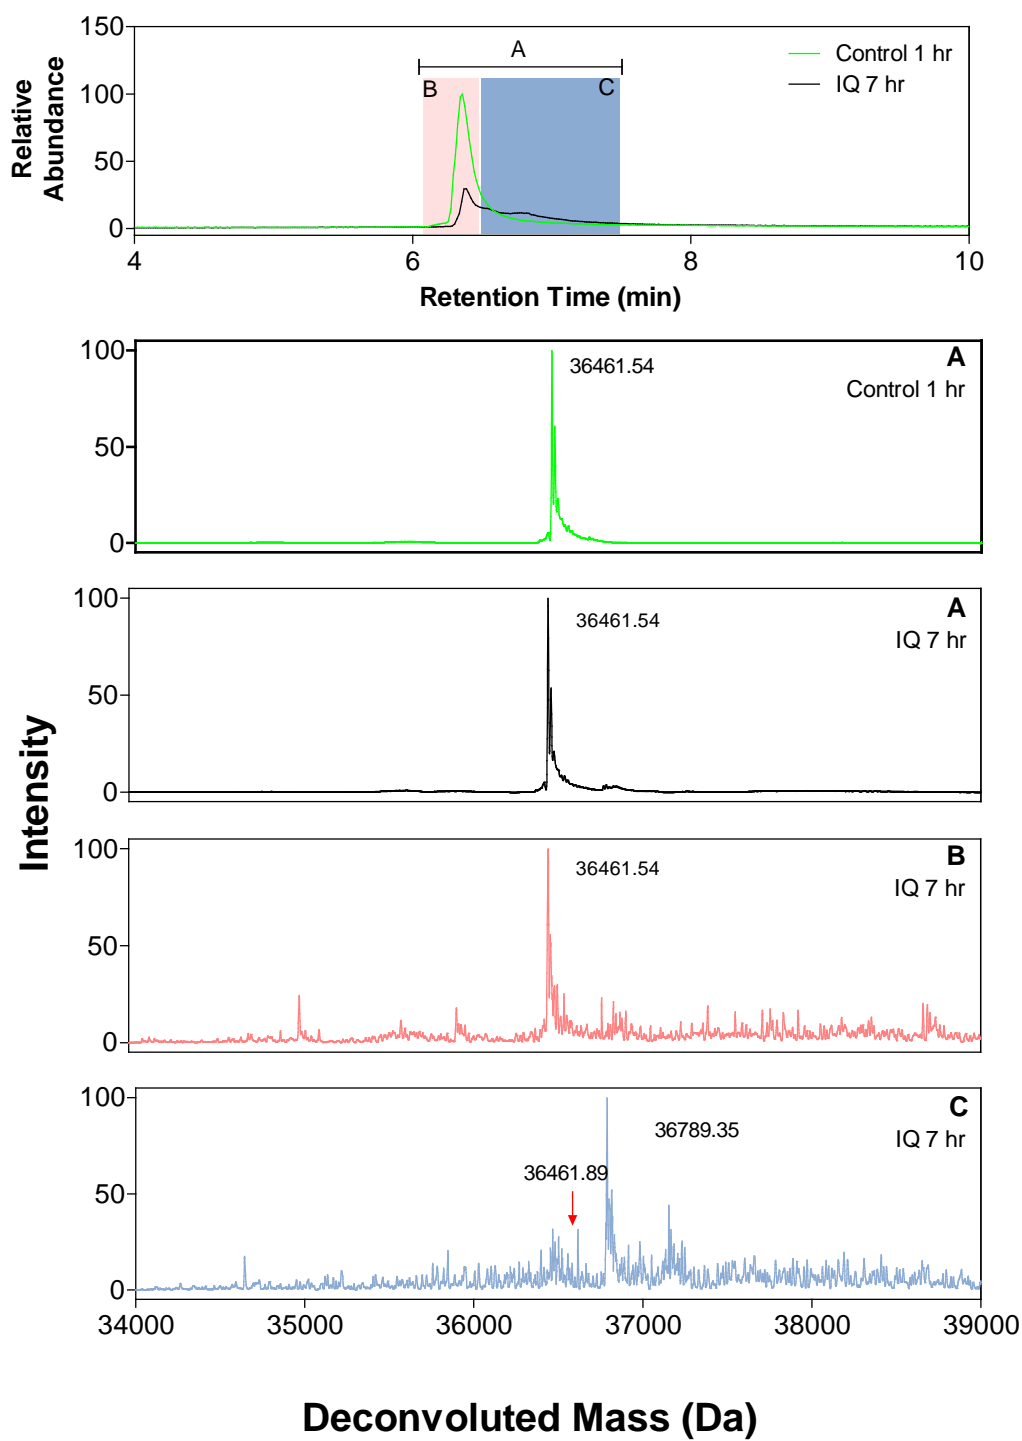 150
100
50
0
Relative
Abundance
A
B
C
Control 1 hr
IQ 7 hr
4
6
8
10
Retention Time (min)
100
50
0
36461.54
A
Control 1 hr
100
50
0
36461.54
A
IQ 7 hr
Intensity
100
50
0
36461.54
B
IQ 7 hr
100
50
0
36461.89
36789.35
C
IQ 7 hr
34000
35000
36000
37000
38000
39000
Deconvoluted Mass (Da)